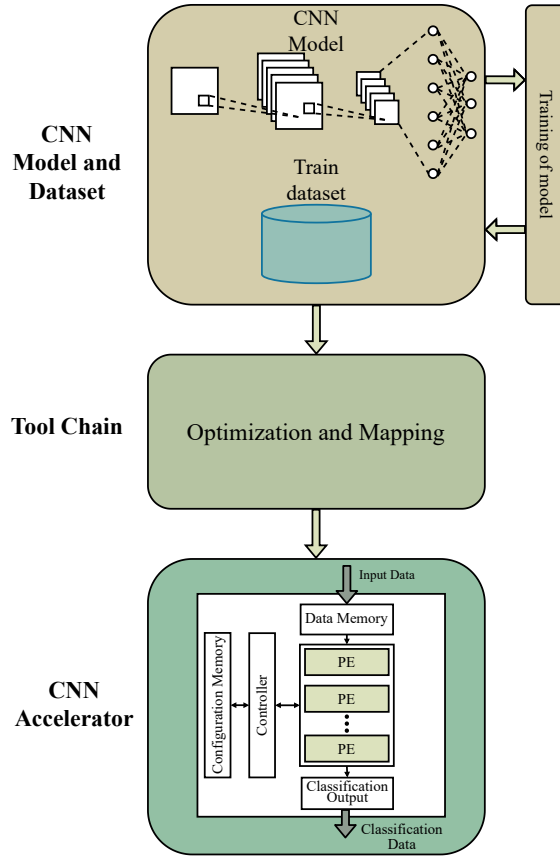 CNN
Model
CNN
Model and
Dataset
Train
dataset
Training of
model
Tool Chain
Optimization and Mapping
CNN
Accelerator
Input Data
Data Memory
PE
PE
PE
Configuration Memory
Controller
Classification
Output
Classification
Data